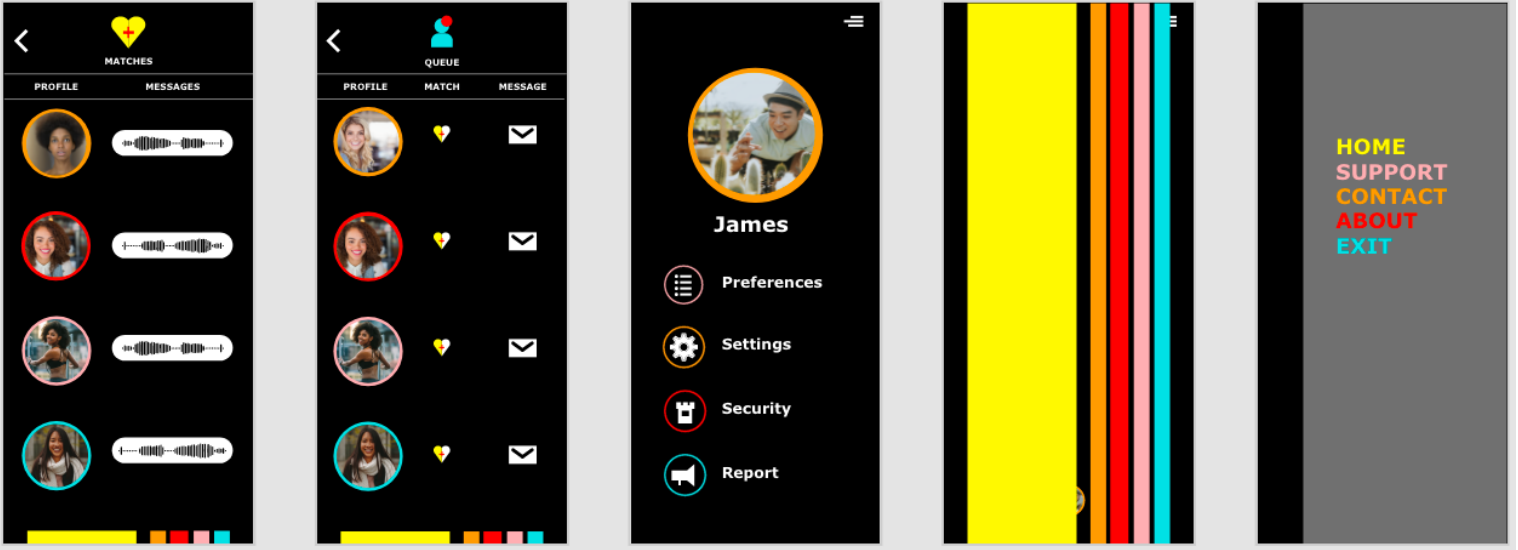 MATCHES
PROFILE MESSAGES
QUEUE
PROFILE MATCH MESSAGE
James
Preferences
Settings
Security
Report
HOME
SUPPORT
CONTACT
ABOUT
EXIT